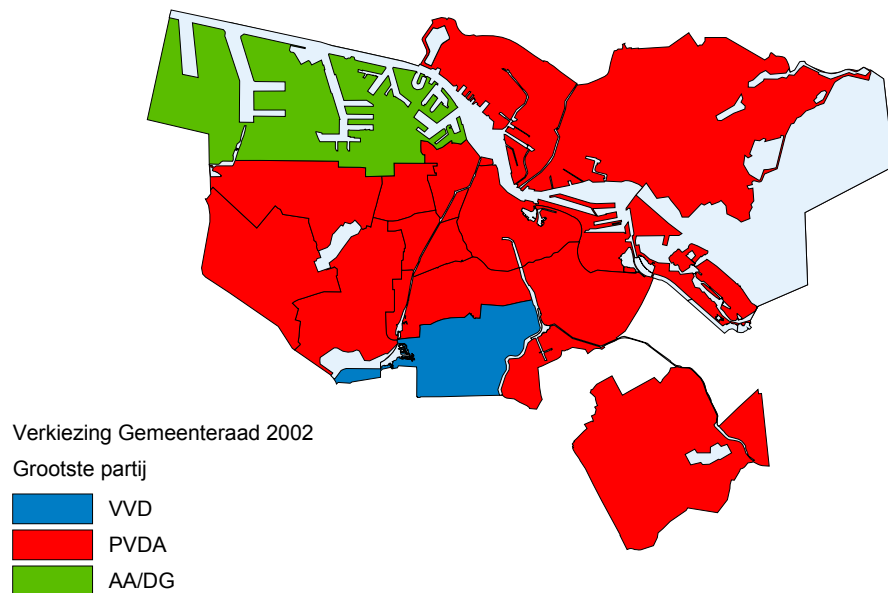 Verkiezing Gemeenteraad 2002
Grootste partij
VVD
PVDA
AA/DG